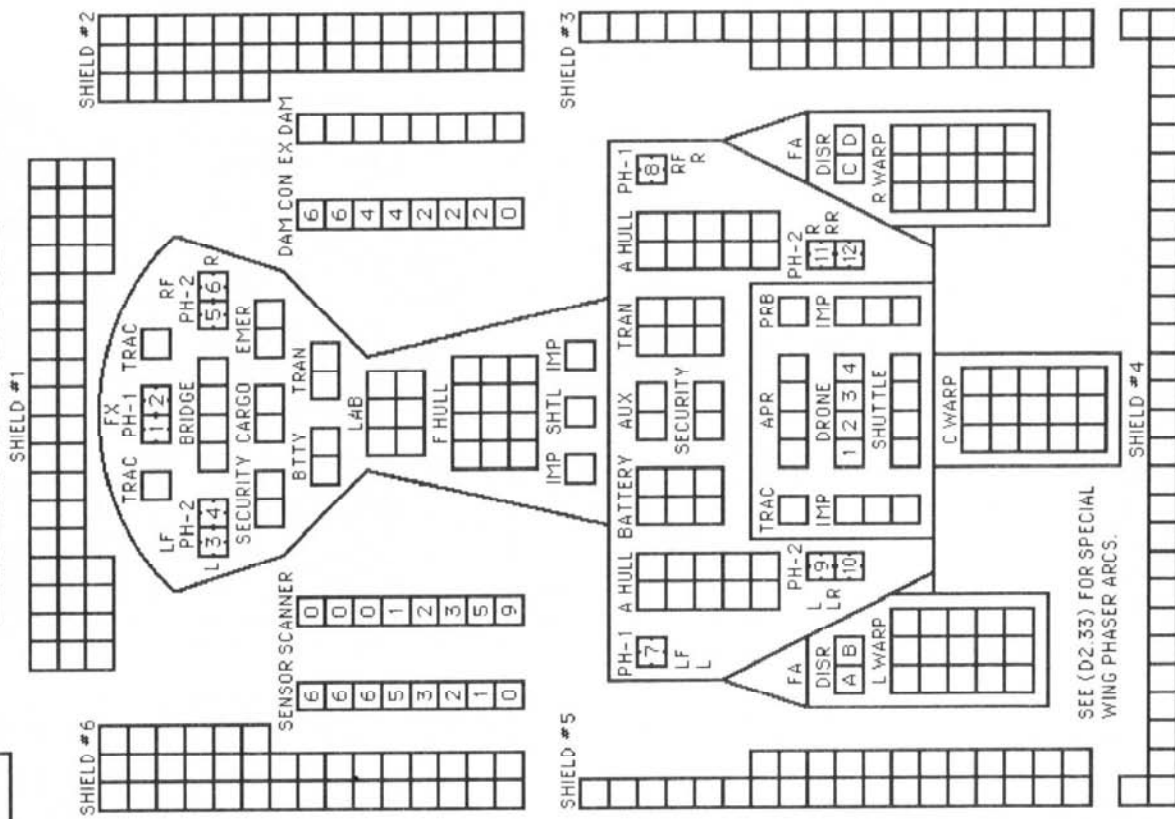 SHIELD #1
SHIELD #6
SHIELD #2
TRAC
FX
PH-1
1 2
TRAC
LF
PH-2
L 3 4
BRIDGE
RF
PH-2
5 6 R
SECURITY
CARGO
EMER
BTTY
TRAN
LAB
F HULL
IMP
SHTL
IMP
SENSOR
6
6
6
5
3
2
1
0
SCANNER
0
0
0
1
2
3
5
9
DAM CON
6
6
4
4
2
2
2
0
EX DAM
SHIELD #5
SHIELD #3
PH-1
7
LF
L
A HULL
BATTERY
AUX
TRAN
A HULL
PH-1
8
RF
R
SECURITY
PH-2
L 9
LR 10
TRAC
IMP
APR
DRONE
1 2 3 4
SHUTTLE
PRB
IMP
PH-2
11 R
12 RR
FA
DISR
A B
L WARP
FA
DISR
C D
R WARP
C WARP
SEE (D2.33) FOR SPECIAL
WING PHASER ARCS.
SHIELD #4